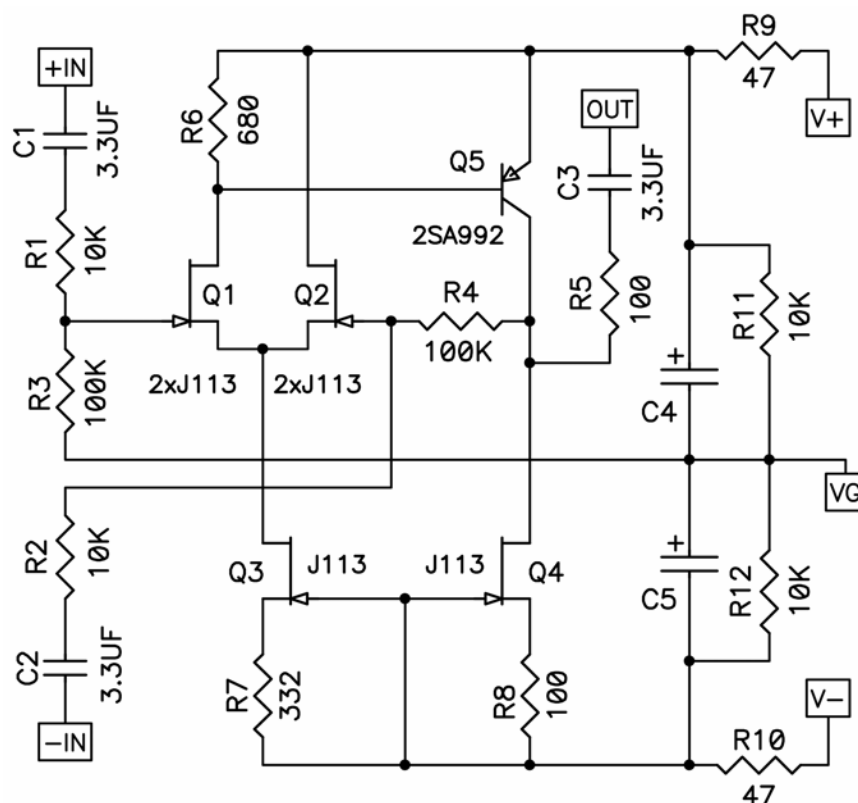 +IN
C1
3.3UF
R1
10K
R3
100K
R6
680
Q1
Q2
2xJ113
2xJ113
Q5
2SA992
R4
100K
OUT
C3
3.3UF
R5
100
R9
47
V+
R11
10K
+
C4
VG
R2
10K
C2
3.3UF
-IN
Q3
J113
R7
332
J113
Q4
R8
100
+
C5
R12
10K
V-
R10
47